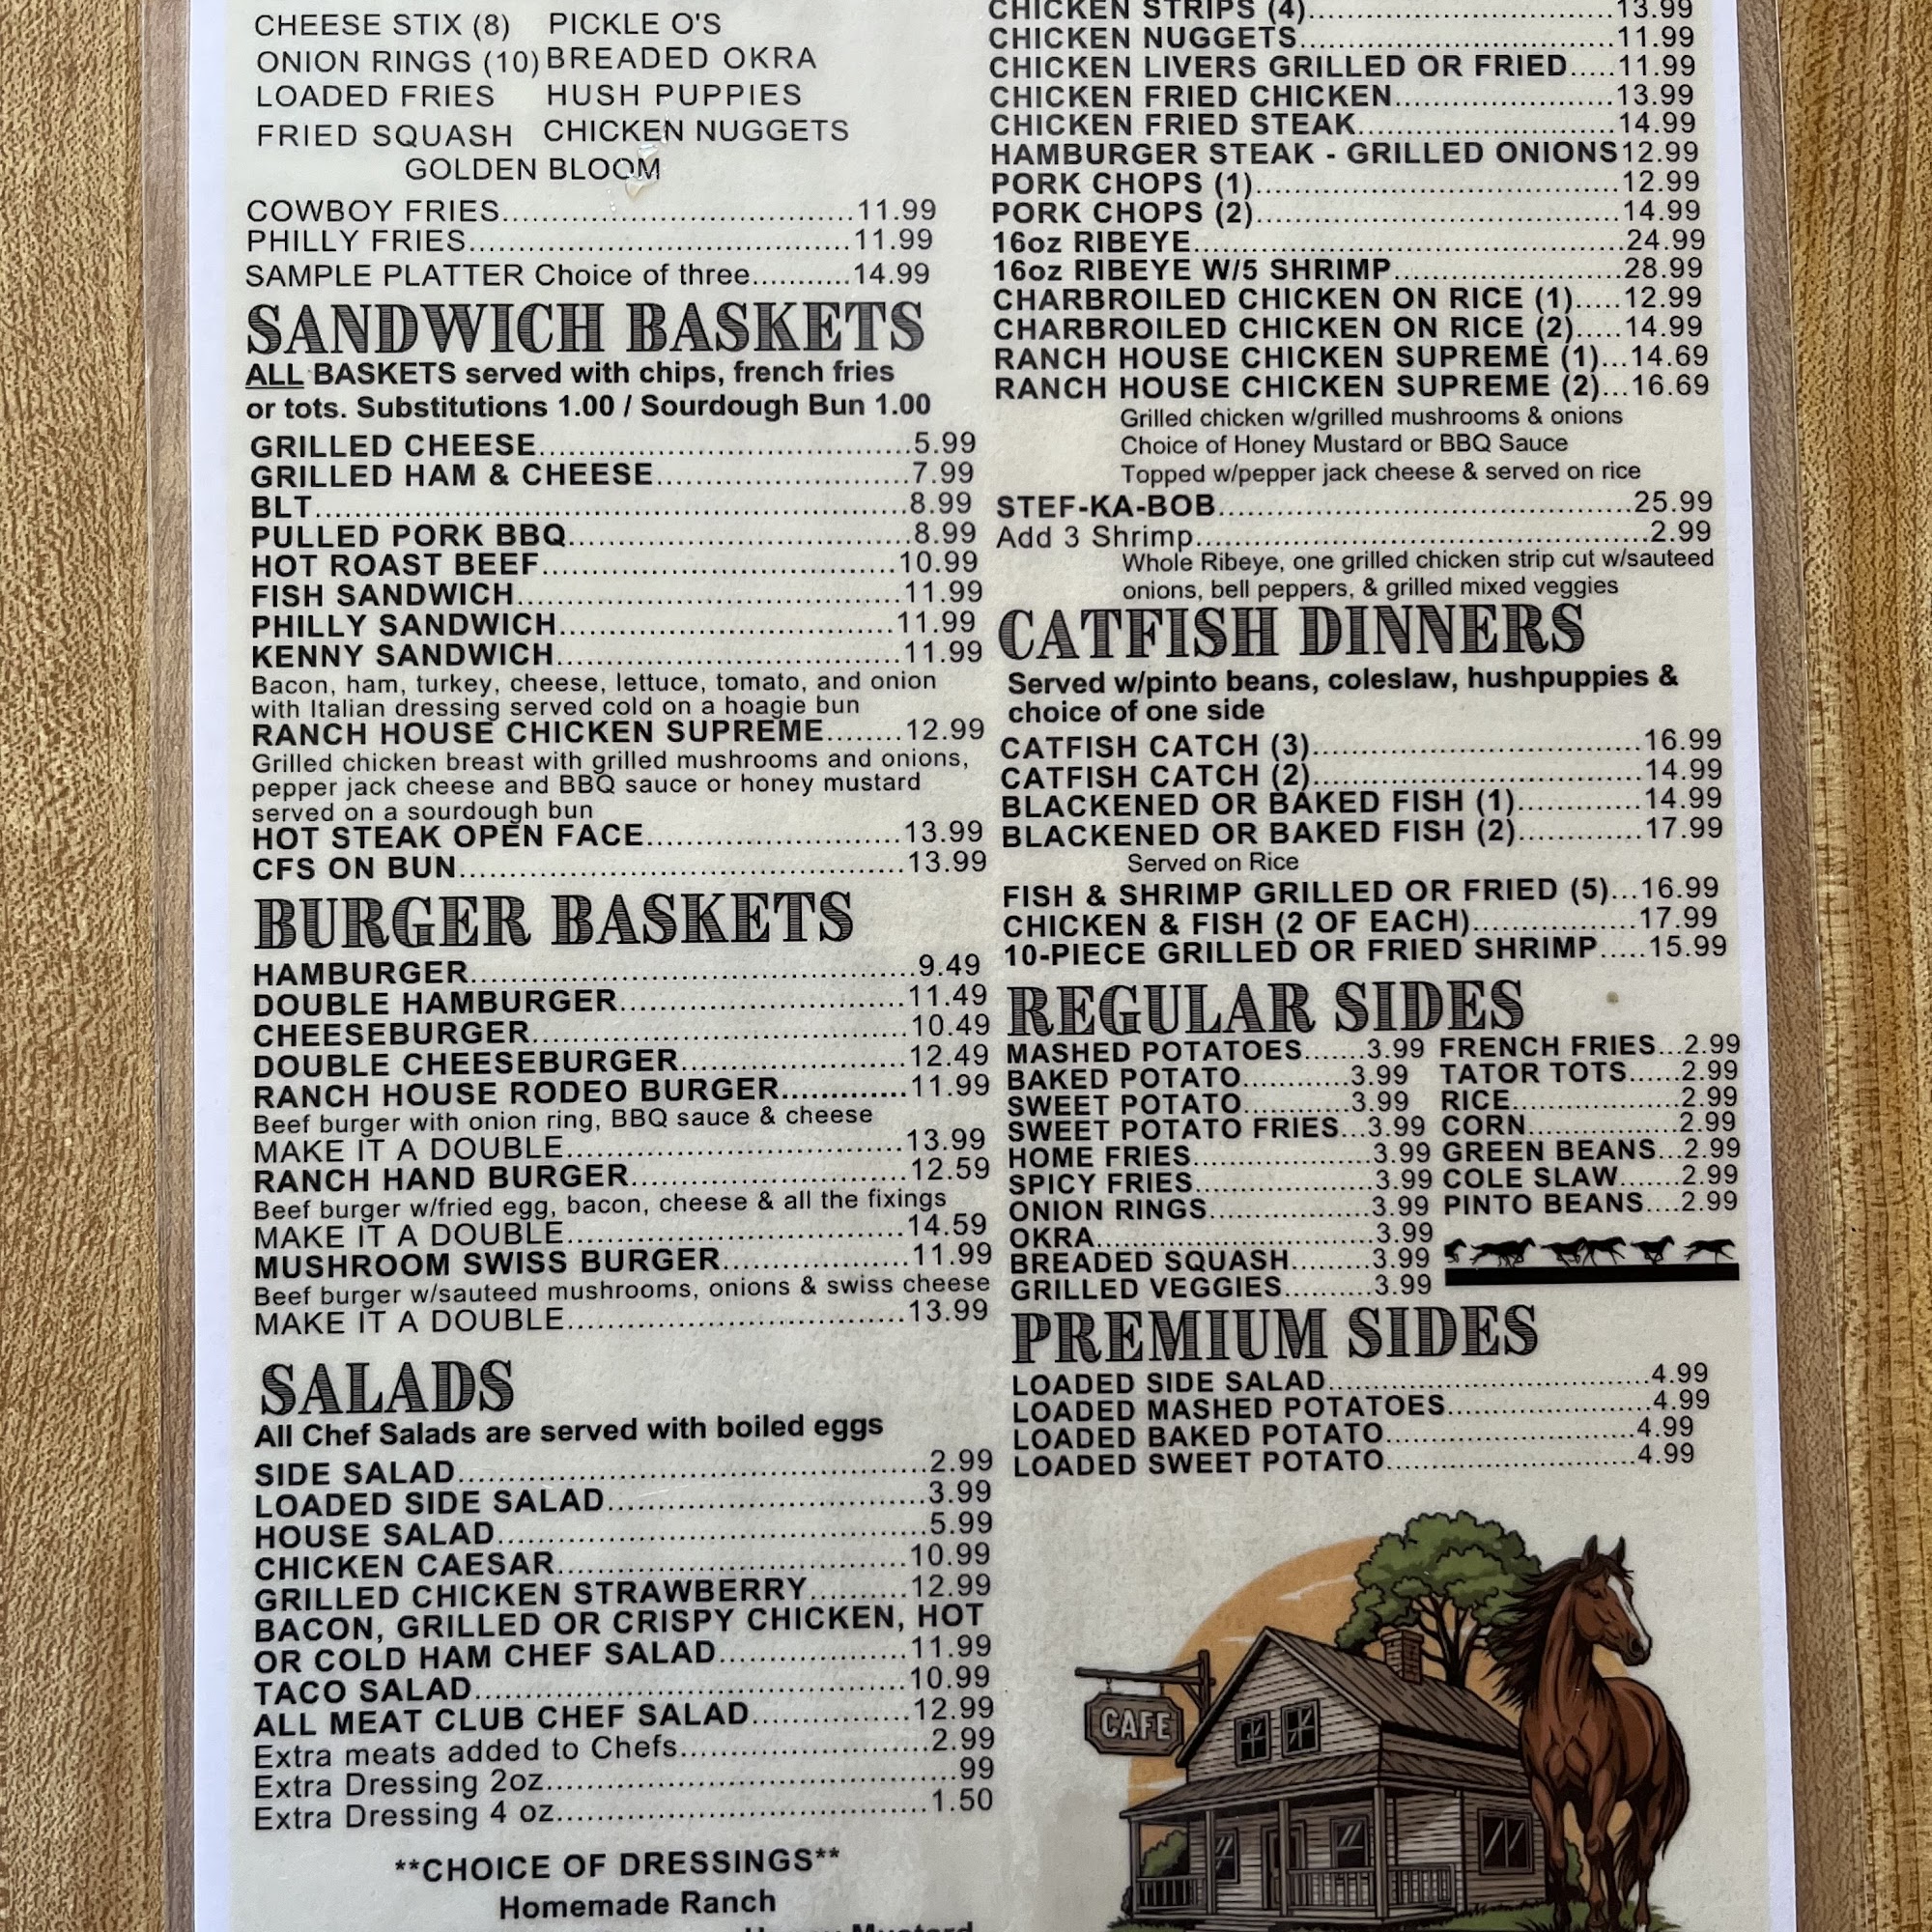 CHEESE STIX (8) PICKLE O'S
ONION RINGS (10) BREADED OKRA
LOADED FRIES HUSH PUPPIES
FRIED SQUASH CHICKEN NUGGETS
GOLDEN BLOOM
COWBOY FRIES.....11.99
PHILLY FRIES.....11.99
SAMPLE PLATTER Choice of three.....14.99
SANDWICH BASKETS
ALL BASKETS served with chips, french fries
or tots. Substitutions 1.00 / Sourdough Bun 1.00
GRILLED CHEESE.....5.99
GRILLED HAM & CHEESE.....7.99
BLT.....8.99
PULLED PORK BBQ.....8.99
HOT ROAST BEEF.....10.99
FISH SANDWICH.....11.99
PHILLY SANDWICH.....11.99
KENNY SANDWICH.....11.99
Bacon, ham, turkey, cheese, lettuce, tomato, and onion
with Italian dressing served cold on a hoagie bun
RANCH HOUSE CHICKEN SUPREME.....12.99
Grilled chicken breast with grilled mushrooms and onions,
pepper jack cheese and BBQ sauce or honey mustard
served on a sourdough bun
HOT STEAK OPEN FACE.....13.99
CFS ON BUN.....13.99
BURGER BASKETS
HAMBURGER.....9.49
DOUBLE HAMBURGER.....11.49
CHEESEBURGER.....10.49
DOUBLE CHEESEBURGER.....12.49
RANCH HOUSE RODEO BURGER.....11.99
Beef burger with onion ring, BBQ sauce & cheese
MAKE IT A DOUBLE.....13.99
RANCH HAND BURGER.....12.59
Beef burger w/fried egg, bacon, cheese & all the fixings
MAKE IT A DOUBLE.....14.59
MUSHROOM SWISS BURGER.....11.99
Beef burger w/sauteed mushrooms, onions & swiss cheese
MAKE IT A DOUBLE.....13.99
SALADS
All Chef Salads are served with boiled eggs
SIDE SALAD.....2.99
LOADED SIDE SALAD.....3.99
HOUSE SALAD.....5.99
CHICKEN CAESAR.....10.99
GRILLED CHICKEN STRAWBERRY.....12.99
BACON, GRILLED OR CRISPY CHICKEN, HOT
OR COLD HAM CHEF SALAD.....11.99
TACO SALAD.....10.99
ALL MEAT CLUB CHEF SALAD.....12.99
Extra meats added to Chefs.....2.99
Extra Dressing 2oz.....99
Extra Dressing 4 oz.....1.50
**CHOICE OF DRESSINGS**
Homemade Ranch
Honey Mustard
CHICKEN STRIPS (4).....13.99
CHICKEN NUGGETS.....11.99
CHICKEN LIVERS GRILLED OR FRIED.....11.99
CHICKEN FRIED CHICKEN.....13.99
CHICKEN FRIED STEAK.....14.99
HAMBURGER STEAK - GRILLED ONIONS12.99
PORK CHOPS (1).....12.99
PORK CHOPS (2).....14.99
16oz RIBEYE.....24.99
16oz RIBEYE W/5 SHRIMP.....28.99
CHARBROILED CHICKEN ON RICE (1).....12.99
CHARBROILED CHICKEN ON RICE (2).....14.99
RANCH HOUSE CHICKEN SUPREME (1)...14.69
RANCH HOUSE CHICKEN SUPREME (2)...16.69
Grilled chicken w/grilled mushrooms & onions
Choice of Honey Mustard or BBQ Sauce
Topped w/pepper jack cheese & served on rice
STEF-KA-BOB.....25.99
Add 3 Shrimp.....2.99
Whole Ribeye, one grilled chicken strip cut w/sauteed
onions, bell peppers, & grilled mixed veggies
CATFISH DINNERS
Served w/pinto beans, coleslaw, hushpuppies &
choice of one side
CATFISH CATCH (3).....16.99
CATFISH CATCH (2).....14.99
BLACKENED OR BAKED FISH (1).....14.99
BLACKENED OR BAKED FISH (2).....17.99
Served on Rice
FISH & SHRIMP GRILLED OR FRIED (5)...16.99
CHICKEN & FISH (2 OF EACH).....17.99
10-PIECE GRILLED OR FRIED SHRIMP.....15.99
REGULAR SIDES
MASHED POTATOES.....3.99 FRENCH FRIES...2.99
BAKED POTATO.....3.99 TATOR TOTS.....2.99
SWEET POTATO.....3.99 RICE.....2.99
SWEET POTATO FRIES...3.99 CORN.....2.99
HOME FRIES.....3.99 GREEN BEANS...2.99
SPICY FRIES.....3.99 COLE SLAW.....2.99
ONION RINGS.....3.99 PINTO BEANS....2.99
OKRA.....3.99
BREADED SQUASH.....3.99
GRILLED VEGGIES.....3.99
PREMIUM SIDES
LOADED SIDE SALAD.....4.99
LOADED MASHED POTATOES.....4.99
LOADED BAKED POTATO.....4.99
LOADED SWEET POTATO.....4.99
CAFE